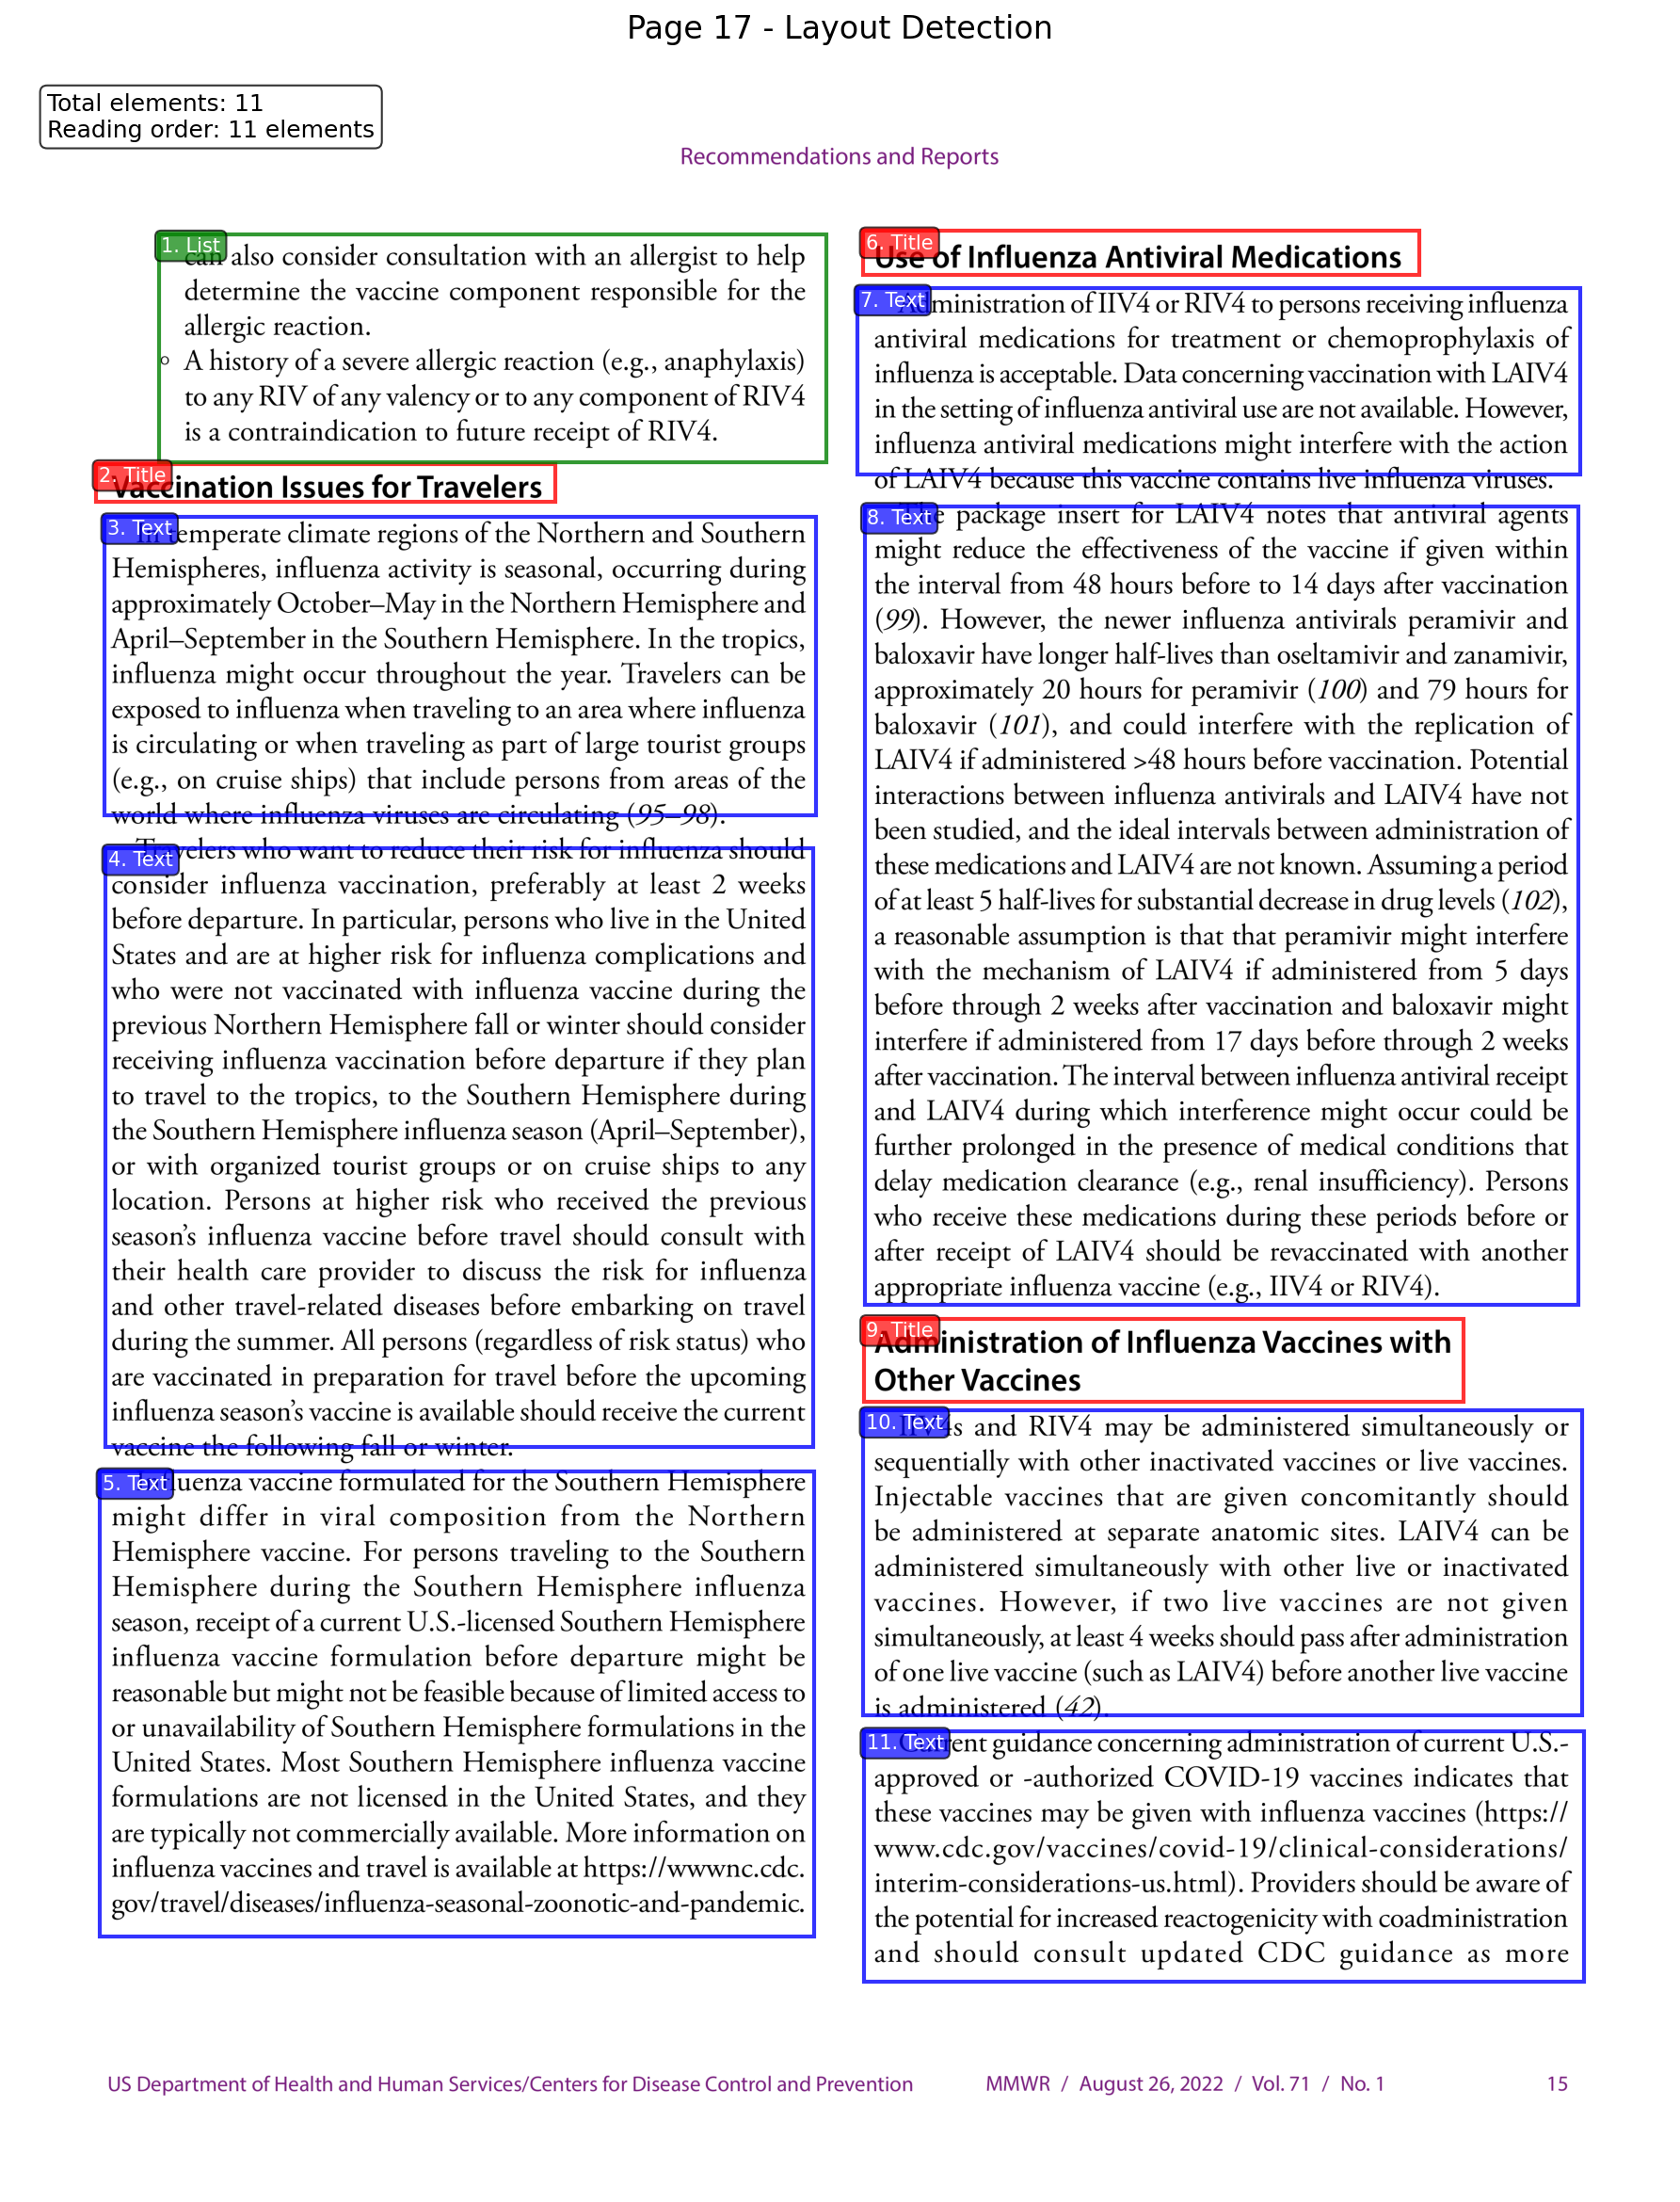 Page 17 - Layout Detection
Total elements: 11
Reading order: 11 elements
Recommendations and Reports
1. List
can also consider consultation with an allergist to help
determine the vaccine component responsible for the
allergic reaction.
◦ A history of a severe allergic reaction (e.g., anaphylaxis)
to any RIV of any valency or to any component of RIV4
is a contraindication to future receipt of RIV4.
2. Title
Vaccination Issues for Travelers
3. Text
In temperate climate regions of the Northern and Southern
Hemispheres, influenza activity is seasonal, occurring during
approximately October–May in the Northern Hemisphere and
April–September in the Southern Hemisphere. In the tropics,
influenza might occur throughout the year. Travelers can be
exposed to influenza when traveling to an area where influenza
is circulating or when traveling as part of large tourist groups
(e.g., on cruise ships) that include persons from areas of the
world where influenza viruses are circulating (95–98).
4. Text
Travelers who want to reduce their risk for influenza should
consider influenza vaccination, preferably at least 2 weeks
before departure. In particular, persons who live in the United
States and are at higher risk for influenza complications and
who were not vaccinated with influenza vaccine during the
previous Northern Hemisphere fall or winter should consider
receiving influenza vaccination before departure if they plan
to travel to the tropics, to the Southern Hemisphere during
the Southern Hemisphere influenza season (April–September),
or with organized tourist groups or on cruise ships to any
location. Persons at higher risk who received the previous
season’s influenza vaccine before travel should consult with
their health care provider to discuss the risk for influenza
and other travel-related diseases before embarking on travel
during the summer. All persons (regardless of risk status) who
are vaccinated in preparation for travel before the upcoming
influenza season’s vaccine is available should receive the current
vaccine the following fall or winter.
5. Text
Influenza vaccine formulated for the Southern Hemisphere
might differ in viral composition from the Northern
Hemisphere vaccine. For persons traveling to the Southern
Hemisphere during the Southern Hemisphere influenza
season, receipt of a current U.S.-licensed Southern Hemisphere
influenza vaccine formulation before departure might be
reasonable but might not be feasible because of limited access to
or unavailability of Southern Hemisphere formulations in the
United States. Most Southern Hemisphere influenza vaccine
formulations are not licensed in the United States, and they
are typically not commercially available. More information on
influenza vaccines and travel is available at https://wwwnc.cdc.
gov/travel/diseases/influenza-seasonal-zoonotic-and-pandemic.
6. Title
Use of Influenza Antiviral Medications
7. Text
Administration of IIV4 or RIV4 to persons receiving influenza
antiviral medications for treatment or chemoprophylaxis of
influenza is acceptable. Data concerning vaccination with LAIV4
in the setting of influenza antiviral use are not available. However,
influenza antiviral medications might interfere with the action
of LAIV4 because this vaccine contains live influenza viruses.
8. Text
The package insert for LAIV4 notes that antiviral agents
might reduce the effectiveness of the vaccine if given within
the interval from 48 hours before to 14 days after vaccination
(99). However, the newer influenza antivirals peramivir and
baloxavir have longer half-lives than oseltamivir and zanamivir,
approximately 20 hours for peramivir (100) and 79 hours for
baloxavir (101), and could interfere with the replication of
LAIV4 if administered >48 hours before vaccination. Potential
interactions between influenza antivirals and LAIV4 have not
been studied, and the ideal intervals between administration of
these medications and LAIV4 are not known. Assuming a period
of at least 5 half-lives for substantial decrease in drug levels (102),
a reasonable assumption is that that peramivir might interfere
with the mechanism of LAIV4 if administered from 5 days
before through 2 weeks after vaccination and baloxavir might
interfere if administered from 17 days before through 2 weeks
after vaccination. The interval between influenza antiviral receipt
and LAIV4 during which interference might occur could be
further prolonged in the presence of medical conditions that
delay medication clearance (e.g., renal insufficiency). Persons
who receive these medications during these periods before or
after receipt of LAIV4 should be revaccinated with another
appropriate influenza vaccine (e.g., IIV4 or RIV4).
9. Title
Administration of Influenza Vaccines with
Other Vaccines
10. Text
IIV4s and RIV4 may be administered simultaneously or
sequentially with other inactivated vaccines or live vaccines.
Injectable vaccines that are given concomitantly should
be administered at separate anatomic sites. LAIV4 can be
administered simultaneously with other live or inactivated
vaccines. However, if two live vaccines are not given
simultaneously, at least 4 weeks should pass after administration
of one live vaccine (such as LAIV4) before another live vaccine
is administered (42).
11. Text
Current guidance concerning administration of current U.S.-
approved or -authorized COVID-19 vaccines indicates that
these vaccines may be given with influenza vaccines (https://
www.cdc.gov/vaccines/covid-19/clinical-considerations/
interim-considerations-us.html). Providers should be aware of
the potential for increased reactogenicity with coadministration
and should consult updated CDC guidance as more
US Department of Health and Human Services/Centers for Disease Control and Prevention MMWR / August 26, 2022 / Vol. 71 / No. 1 15